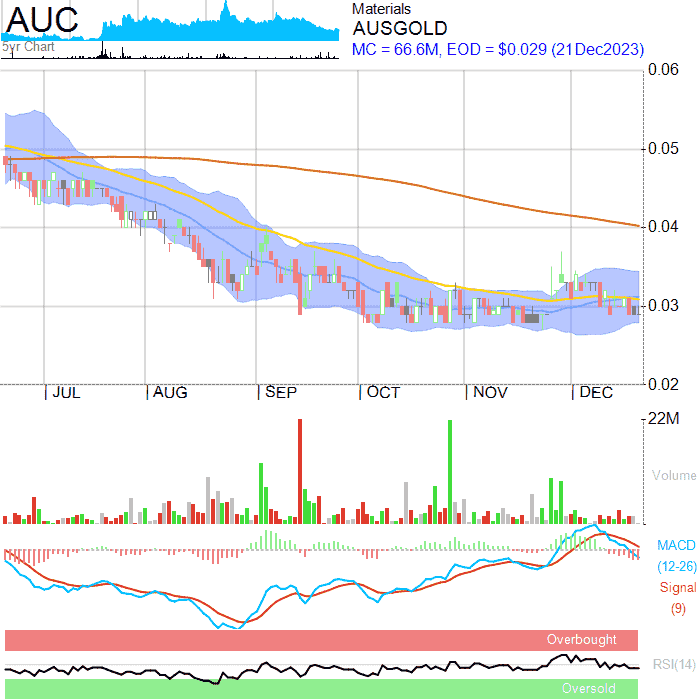 AUC
5yr Chart
Materials
AUSGOLD
MC = 66.6M, EOD = $0.029 (21Dec2023)
0.06
0.05
0.04
0.03
0.02
JUL AUG SEP OCT NOV DEC
22M
Volume
MACD
(12-26)
Signal
(9)
Overbought
RSI(14)
Oversold